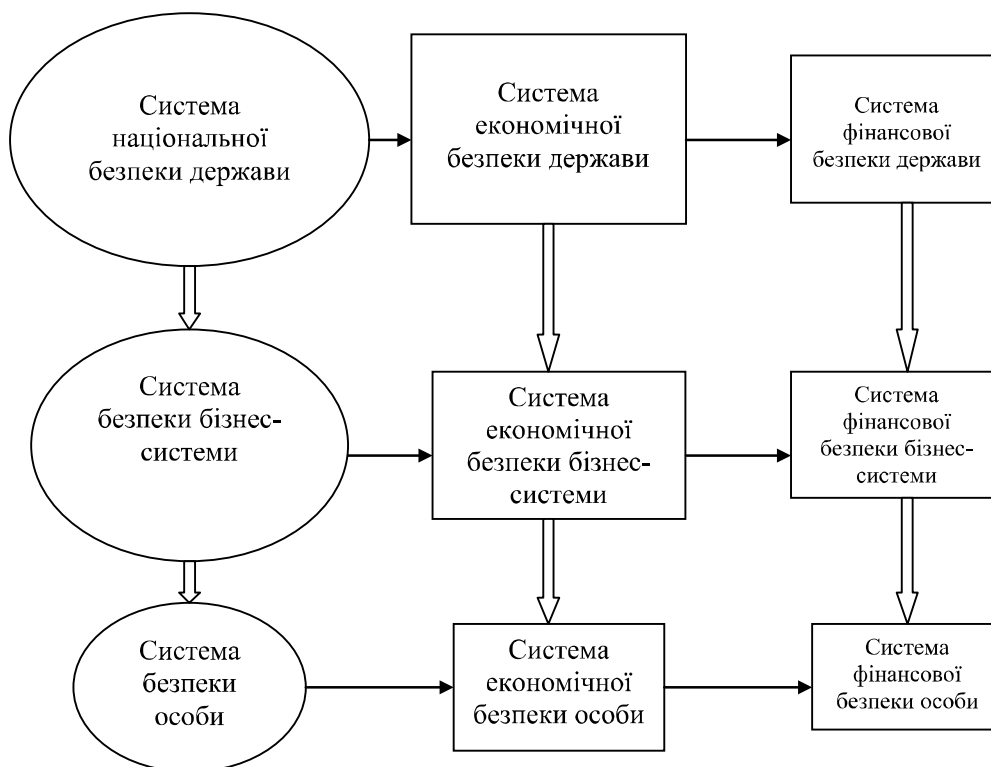 Система
національної
безпеки держави
Система
економічної
безпеки держави
Система
фінансової
безпеки держави
Система
безпеки бізнес-
системи
Система
економічної
безпеки бізнес-
системи
Система
фінансової
безпеки бізнес-
системи
Система
безпеки
особи
Система
економічної
безпеки особи
Система
фінансової
безпеки особи